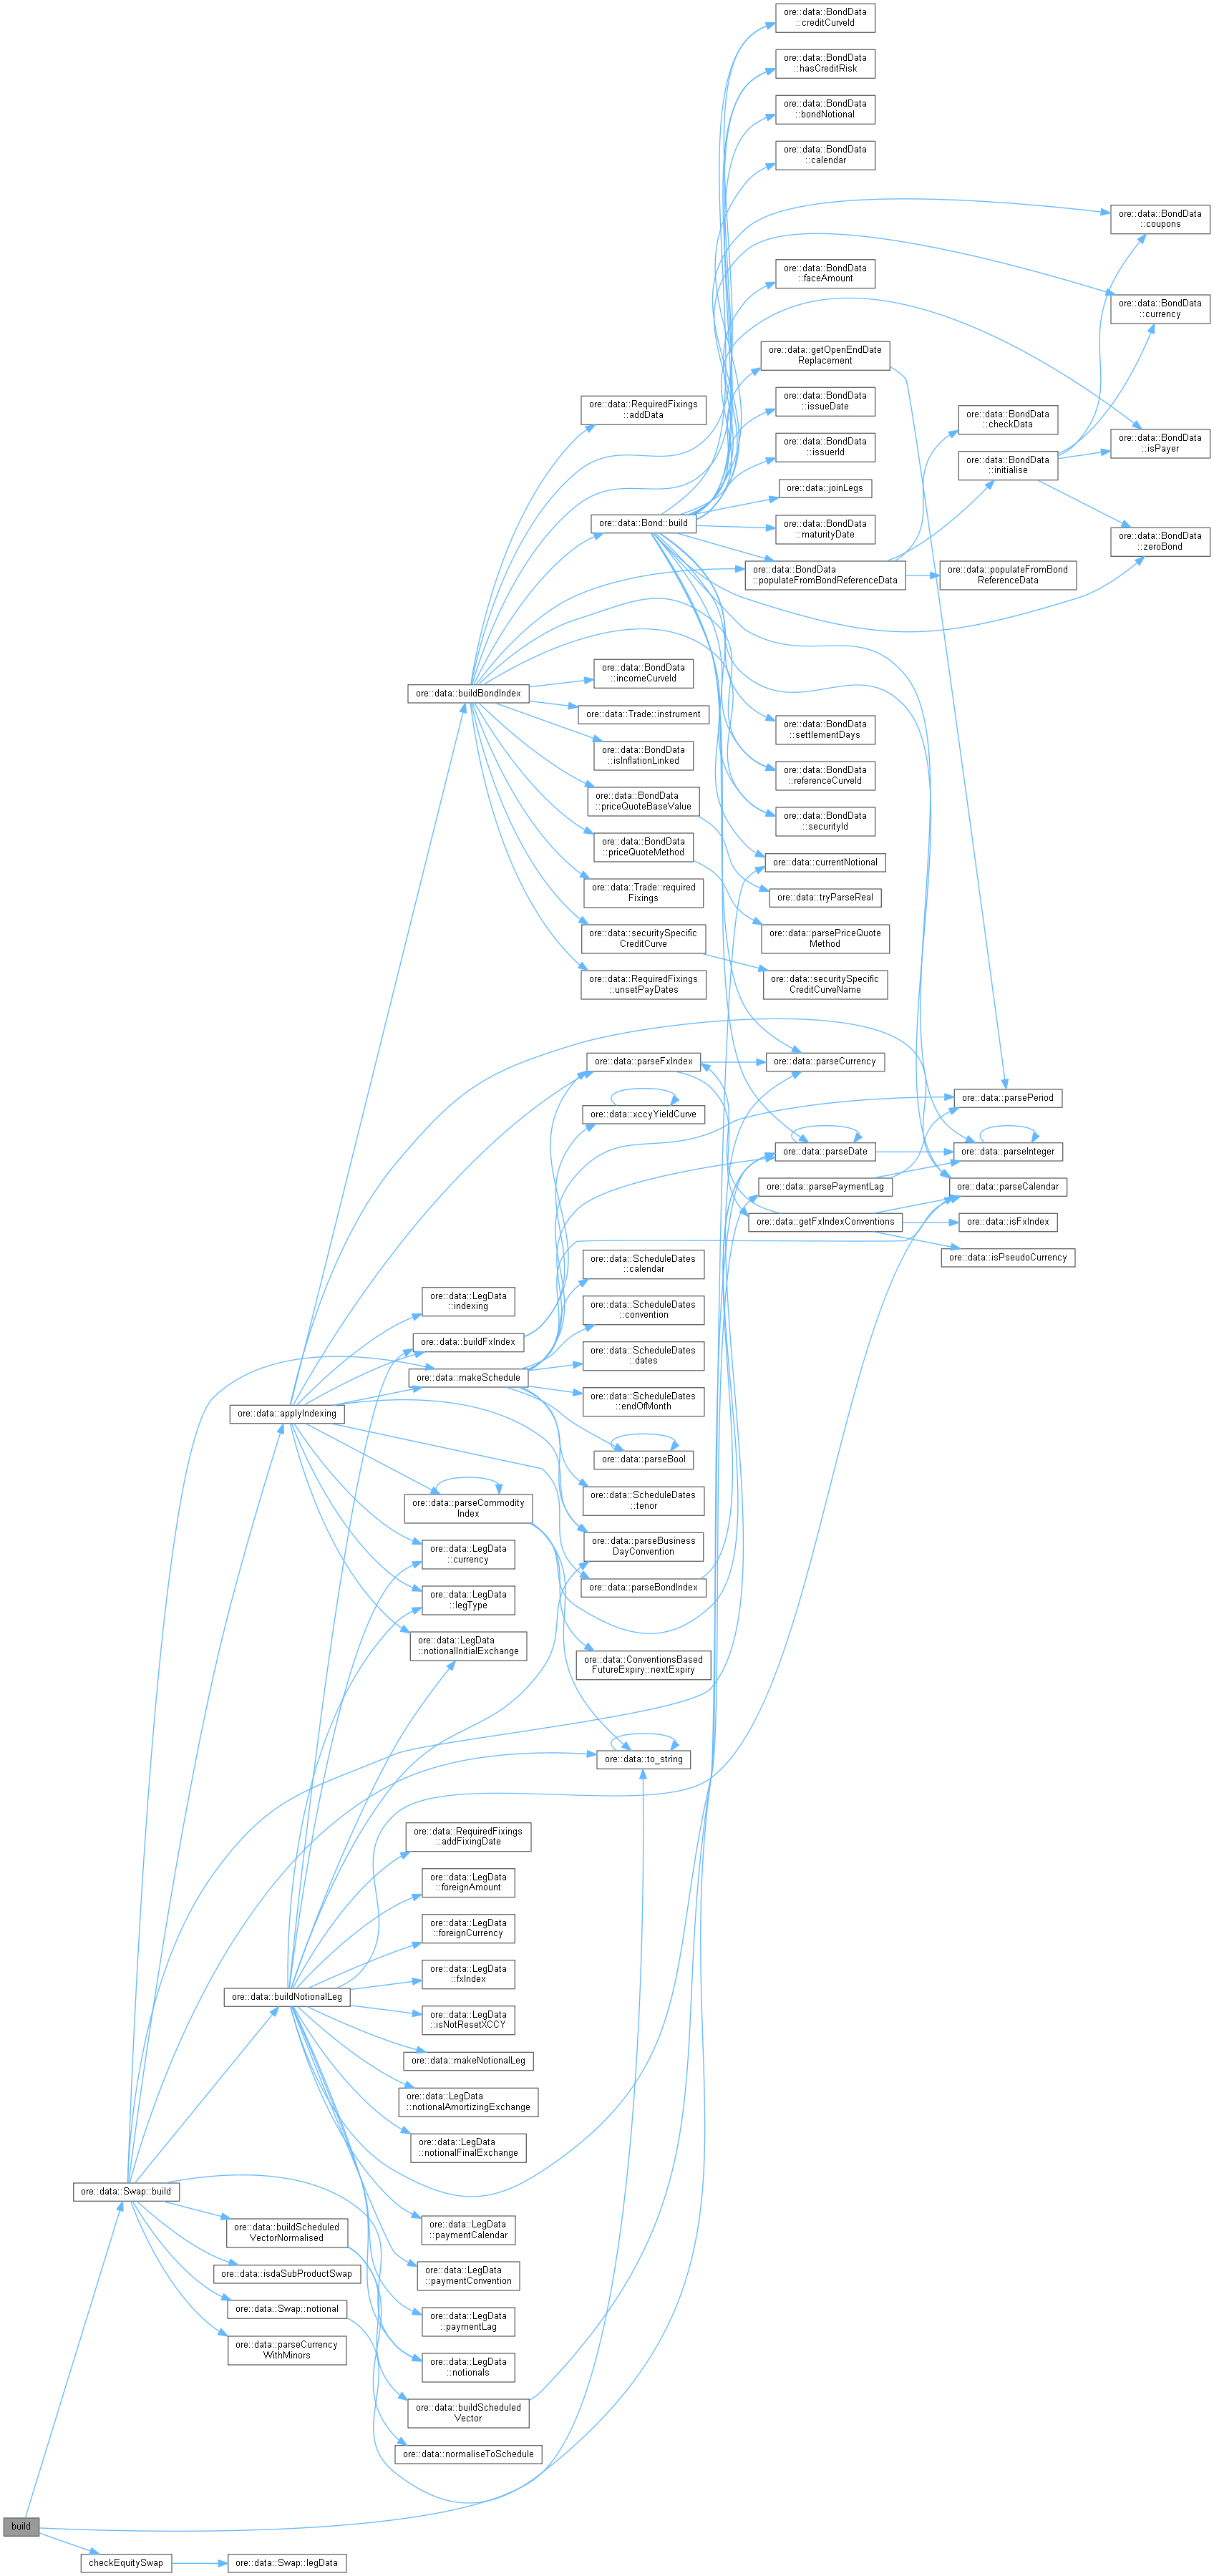 ore::data::BondData
::creditCurveId
ore::data::BondData
::hasCreditRisk
ore::data::BondData
::bondNotional
ore::data::BondData
::calendar
ore::data::BondData
::coupons
ore::data::BondData
::faceAmount
ore::data::BondData
::currency
ore::data::getOpenEndDate
Replacement
ore::data::BondData
::issueDate
ore::data::RequiredFixings
::addData
ore::data::BondData
::checkData
ore::data::BondData
::isPayer
ore::data::BondData
::issuerId
ore::data::BondData
::initialise
ore::data::joinLegs
ore::data::Bond::build
ore::data::BondData
::maturityDate
ore::data::BondData
::zeroBond
ore::data::BondData
::populateFromBondReferenceData
ore::data::populateFromBond
ReferenceData
ore::data::BondData
::incomeCurveId
ore::data::buildBondIndex
ore::data::Trade::instrument
ore::data::BondData
::settlementDays
ore::data::BondData
::isInflationLinked
ore::data::BondData
::referenceCurveId
ore::data::BondData
::priceQuoteBaseValue
ore::data::BondData
::securityId
ore::data::BondData
::priceQuoteMethod
ore::data::currentNotional
ore::data::Trade::required
Fixings
ore::data::tryParseReal
ore::data::securitySpecific
CreditCurve
ore::data::parsePriceQuote
Method
ore::data::RequiredFixings
::unsetPayDates
ore::data::securitySpecific
CreditCurveName
ore::data::parseFxIndex
ore::data::parseCurrency
ore::data::parsePeriod
ore::data::xccyYieldCurve
ore::data::parseDate
ore::data::parseInteger
ore::data::parsePaymentLag
ore::data::parseCalendar
ore::data::getFxIndexConventions
ore::data::isFxIndex
ore::data::isPseudoCurrency
ore::data::ScheduleDates
::calendar
ore::data::LegData
::indexing
ore::data::ScheduleDates
::convention
ore::data::buildFxIndex
ore::data::ScheduleDates
::dates
ore::data::makeSchedule
ore::data::ScheduleDates
::endOfMonth
ore::data::applyIndexing
ore::data::parseBool
ore::data::parseCommodity
Index
ore::data::ScheduleDates
::tenor
ore::data::LegData
::currency
ore::data::parseBusiness
DayConvention
ore::data::LegData
::legType
ore::data::parseBondIndex
ore::data::LegData
::notionalInitialExchange
ore::data::ConventionsBased
FutureExpiry::nextExpiry
ore::data::to_string
ore::data::RequiredFixings
::addFixingDate
ore::data::LegData
::foreignAmount
ore::data::LegData
::foreignCurrency
ore::data::LegData
::fxIndex
ore::data::buildNotionalLeg
ore::data::LegData
::isNotResetXCCY
ore::data::makeNotionalLeg
ore::data::LegData
::notionalAmortizingExchange
ore::data::LegData
::notionalFinalExchange
ore::data::Swap::build
ore::data::LegData
::paymentCalendar
ore::data::buildScheduled
VectorNormalised
ore::data::isdaSubProductSwap
ore::data::LegData
::paymentConvention
ore::data::Swap::notional
ore::data::LegData
::paymentLag
ore::data::parseCurrency
WithMinors
ore::data::LegData
::notionals
ore::data::buildScheduled
Vector
ore::data::normaliseToSchedule
build
checkEquitySwap
ore::data::Swap::legData